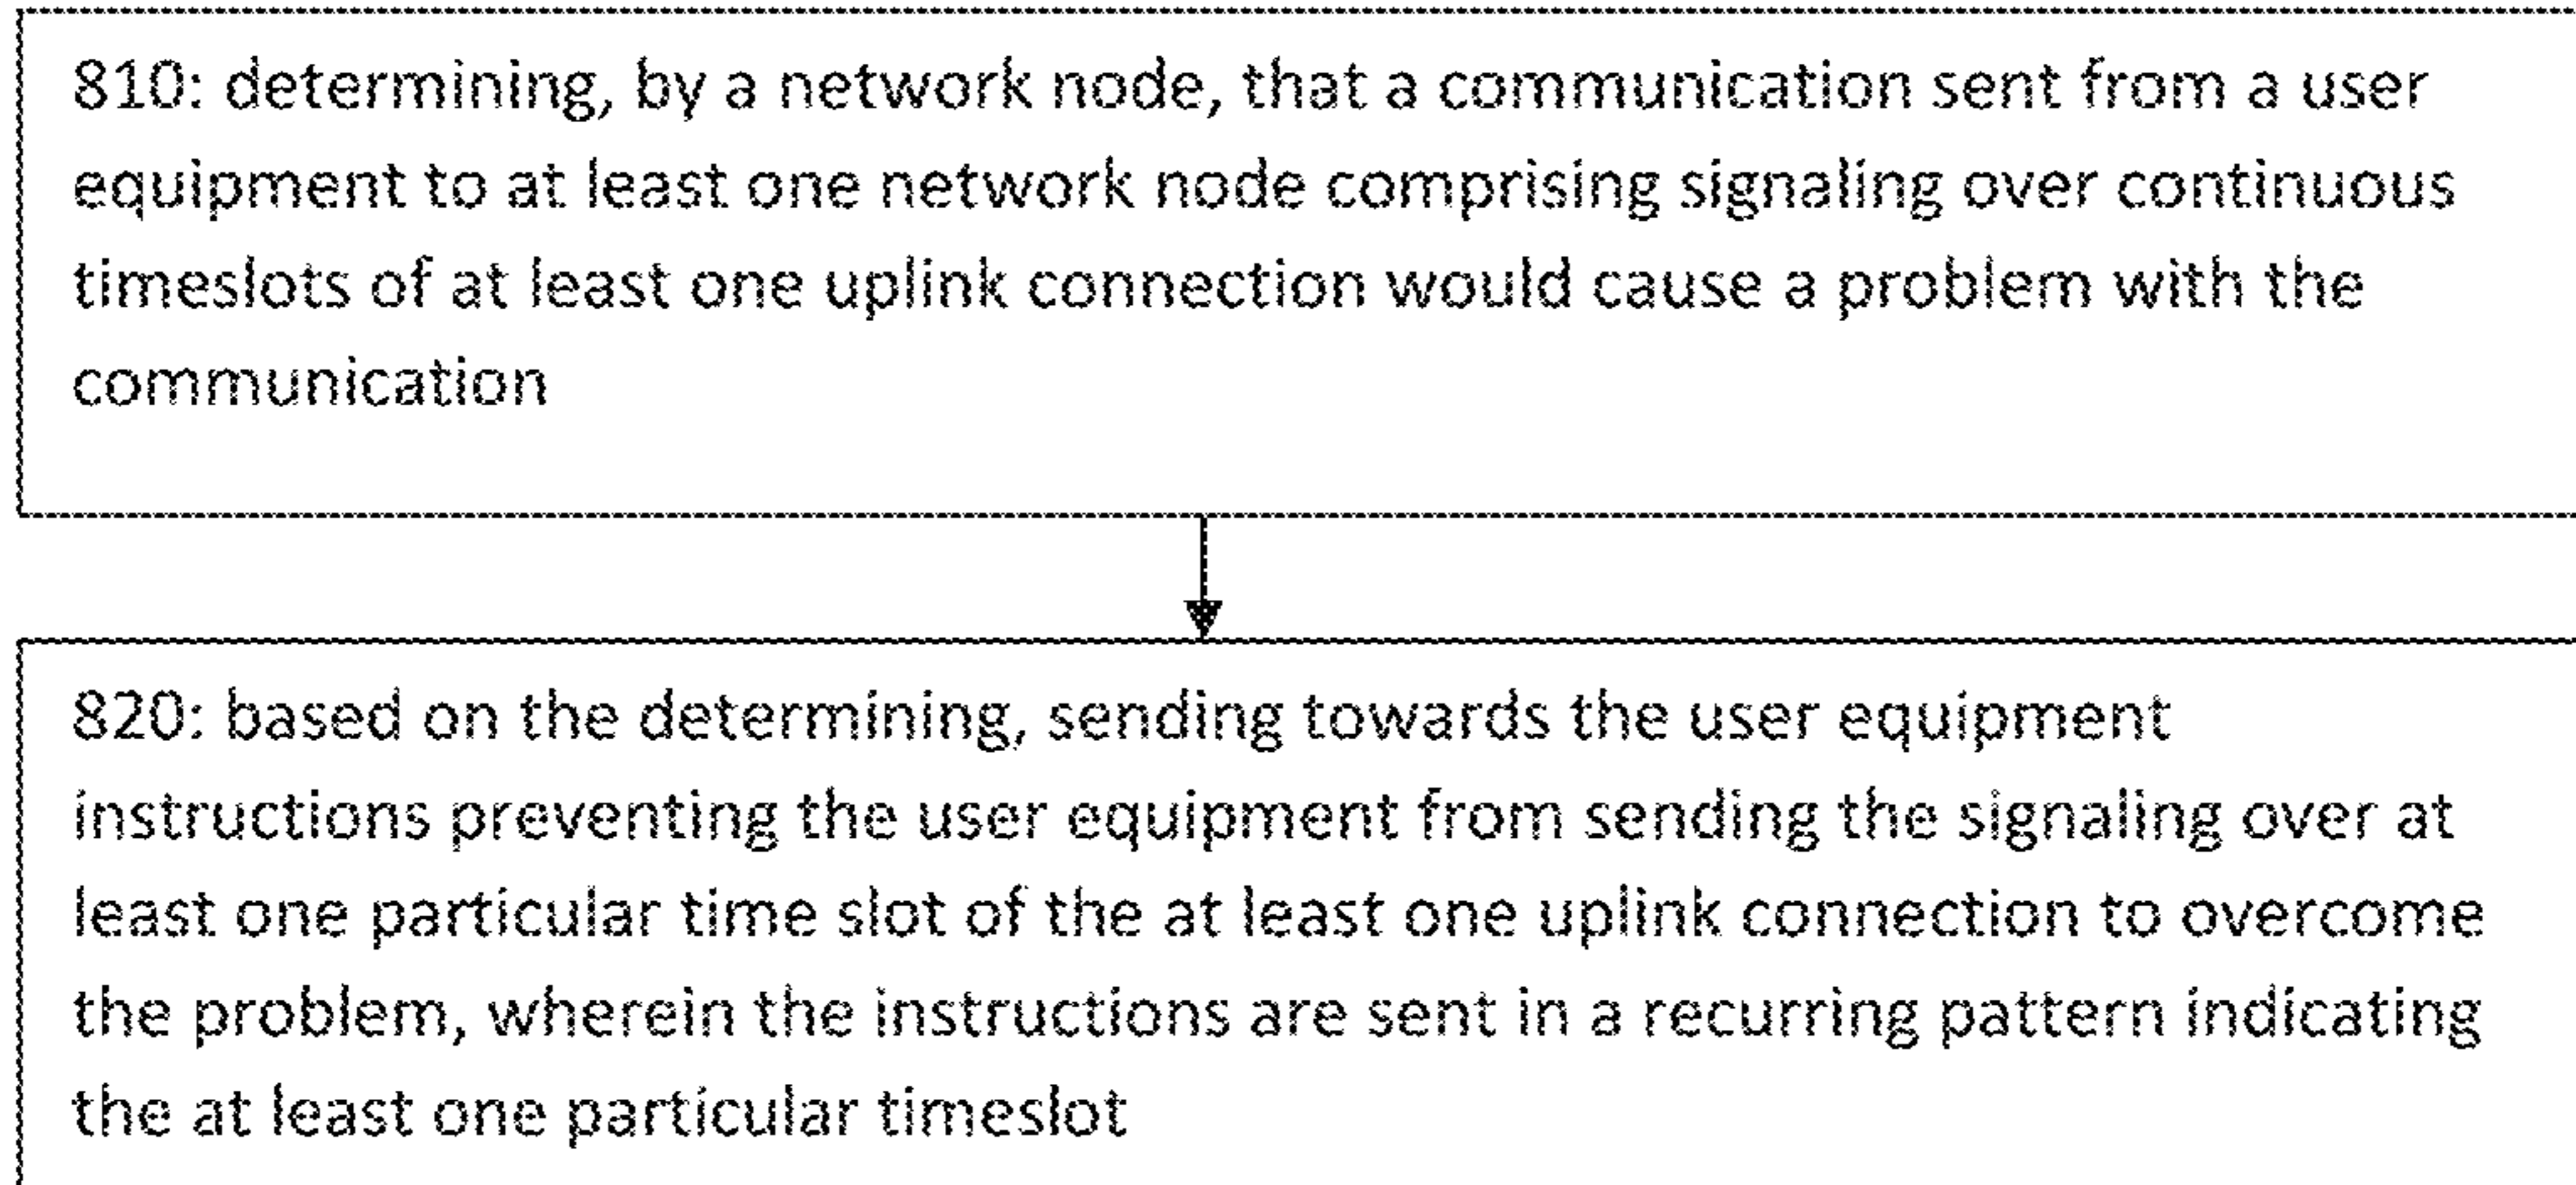 810: determining, by a network node, that a communication sent from a user
equipment to at least one network node comprising signaling over continuous
timeslots of at least one uplink connection would cause a problem with the
communication
820: based on the determining, sending towards the user equipment
instructions preventing the user equipment from sending the signaling over at
least one particular time slot of the at least one uplink connection to overcome
the problem, wherein the instructions are sent in a recurring pattern indicating
the at least one particular timeslot